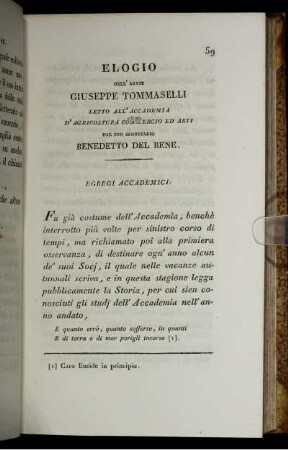 59
ELOGIO
DELL' ABATE
GIUSEPPE TOMMASELLI
LETTO ALL' ACCADEMIA
D'AGRICOLTURA COMMERCIO ED ARTI
DAL SUO SEGRETARIO
BENEDETTO DEL BENE.
EGREGI ACCADEMICI.
Fu già costume dell'Accademia, benchè
interrotto più volte per sinistro corso di
tempi, ma richiamato poi alla primiera
osservanza, di destinare ogn' anno alcun
de' suoi Socj, il quale nelle vacanze au-
tunnali scriva, e in questa stagione legga
pubblicamente la Storia, per cui sien co-
nosciuti gli studj dell'Accademia nell'an-
no andato,
E quanto errò, quanto sofferse, in quanti
E di terra e di mar perigli incorse [1].
[1] Caro Eneide in principio.